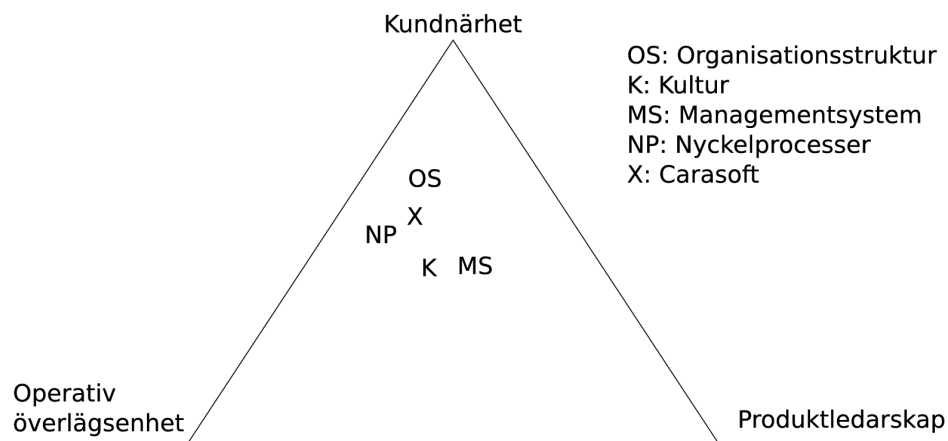 Kundnärhet
OS: Organisationsstruktur
K: Kultur
MS: Managementsystem
NP: Nyckelprocesser
X: Carasoft
OS
X
NP
K
MS
Operativ
överlägsenhet
Produktledarskap